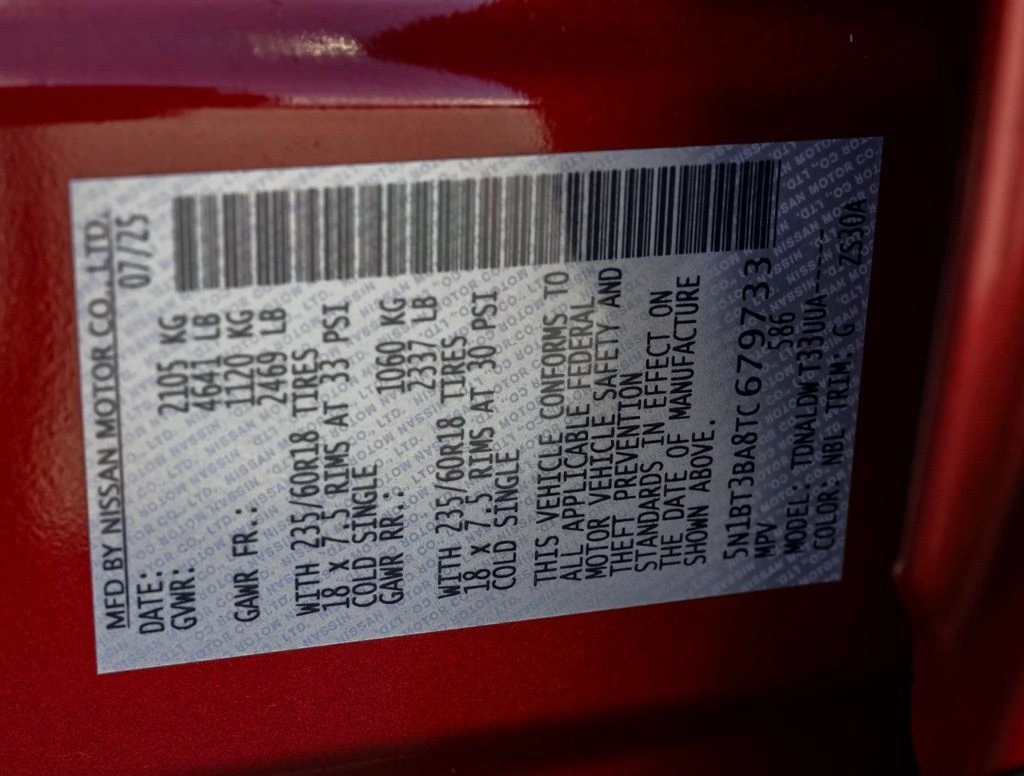 MFD BY NISSAN MOTOR CO., LTD.
DATE: 07/25
GVWR: 2105 KG
4641 LB
GAWR FR.: 1120 KG
2469 LB
WITH 235/60R18 TIRES
18 x 7.5 RIMS AT 33 PSI
COLD SINGLE
GAWR RR.: 1060 KG
2337 LB
WITH 235/60R18 TIRES
18 x 7.5 RIMS AT 30 PSI
COLD SINGLE
THIS VEHICLE CONFORMS TO
ALL APPLICABLE FEDERAL
MOTOR VEHICLE SAFETY AND
THEFT PREVENTION
STANDARDS IN EFFECT ON
THE DATE OF MANUFACTURE
SHOWN ABOVE.
5N1BT3BA8TC679733
MPV 586
MODEL: TDNALDW T33UUA-----
COLOR: NBL TRIM: G ZS30/A